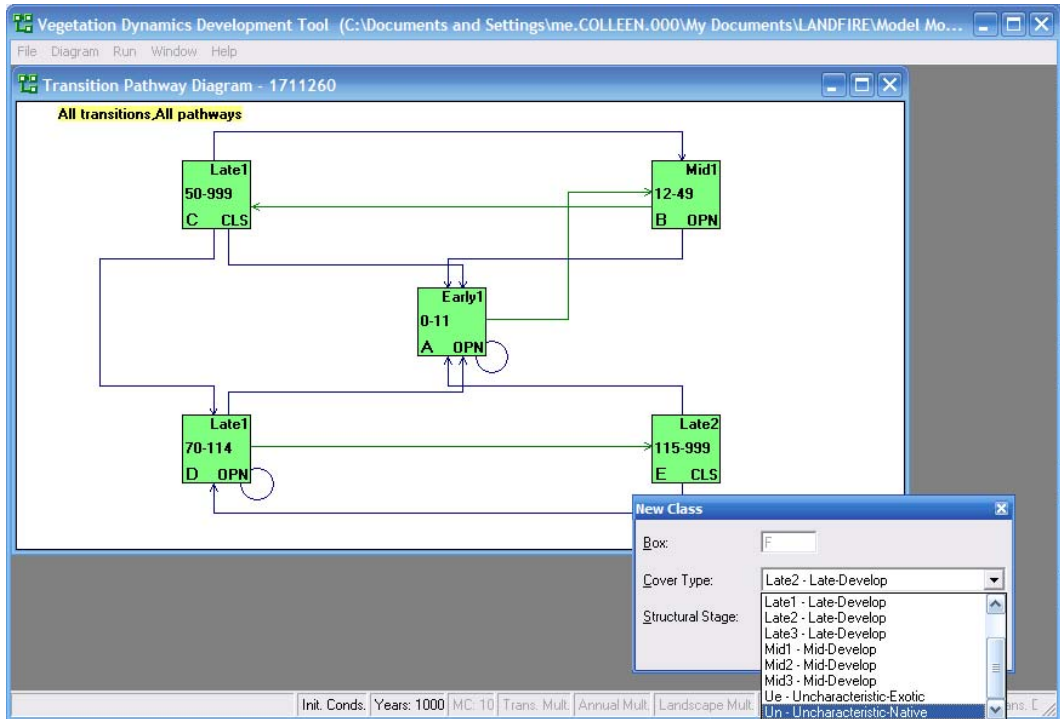 Vegetation Dynamics Development Tool (C:\Documents and Settings\me.COLLEEN.000\My Documents\LANDFIRE\Model Mo...
File Diagram Run Window Help
Transition Pathway Diagram - 1711260
All transitions,All pathways
Late1
50-999
C CLS
Mid1
12-49
B OPN
Early1
0-11
A OPN
Late1
70-114
D OPN
Late2
115-999
E CLS
New Class
Box: F
Cover Type: Late2 - Late-Develop
Structural Stage:
Late1 - Late-Develop
Late2 - Late-Develop
Late3 - Late-Develop
Mid1 - Mid-Develop
Mid2 - Mid-Develop
Mid3 - Mid-Develop
Ue - Uncharacteristic-Exotic
Un - Uncharacteristic-Native
Init. Conds. Years: 1000 MC: 10 Trans. Mult. Annual Mult. Landscape Mult.